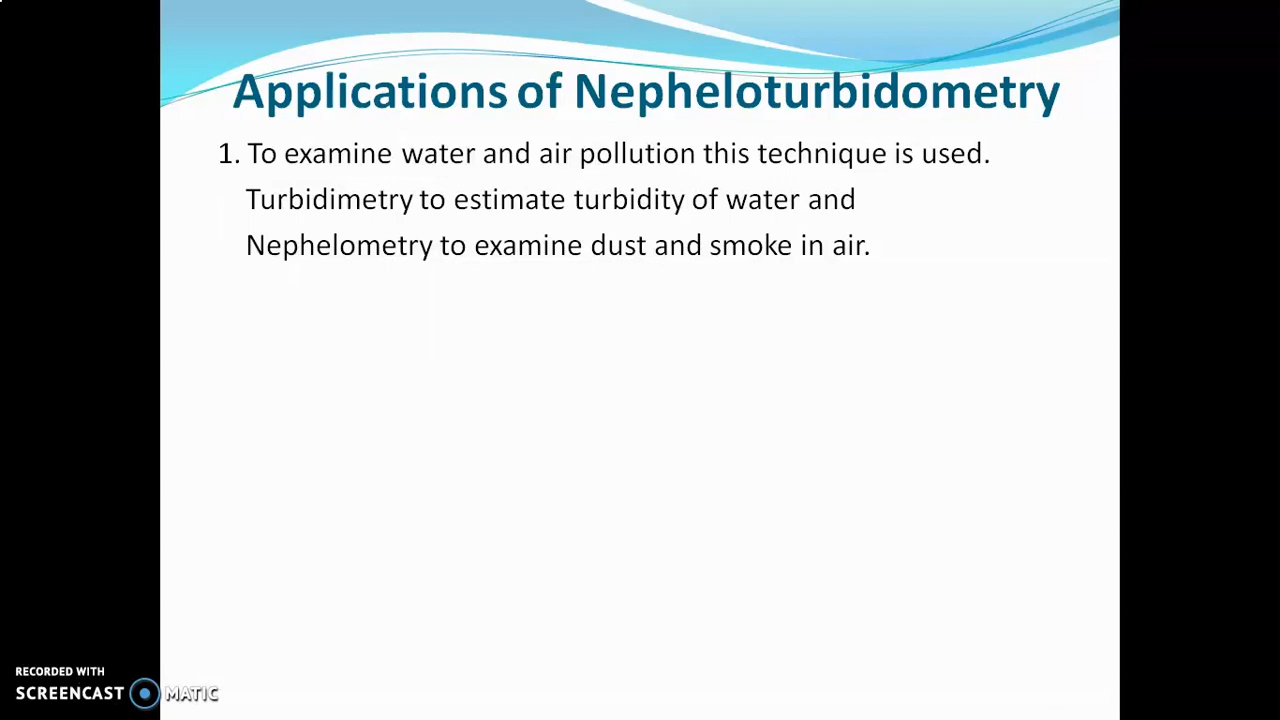 Applications of Nepheloturbidometry
1. To examine water and air pollution this technique is used.
Turbidimetry to estimate turbidity of water and
Nephelometry to examine dust and smoke in air.
RECORDED WITH
SCREENCAST MATIC